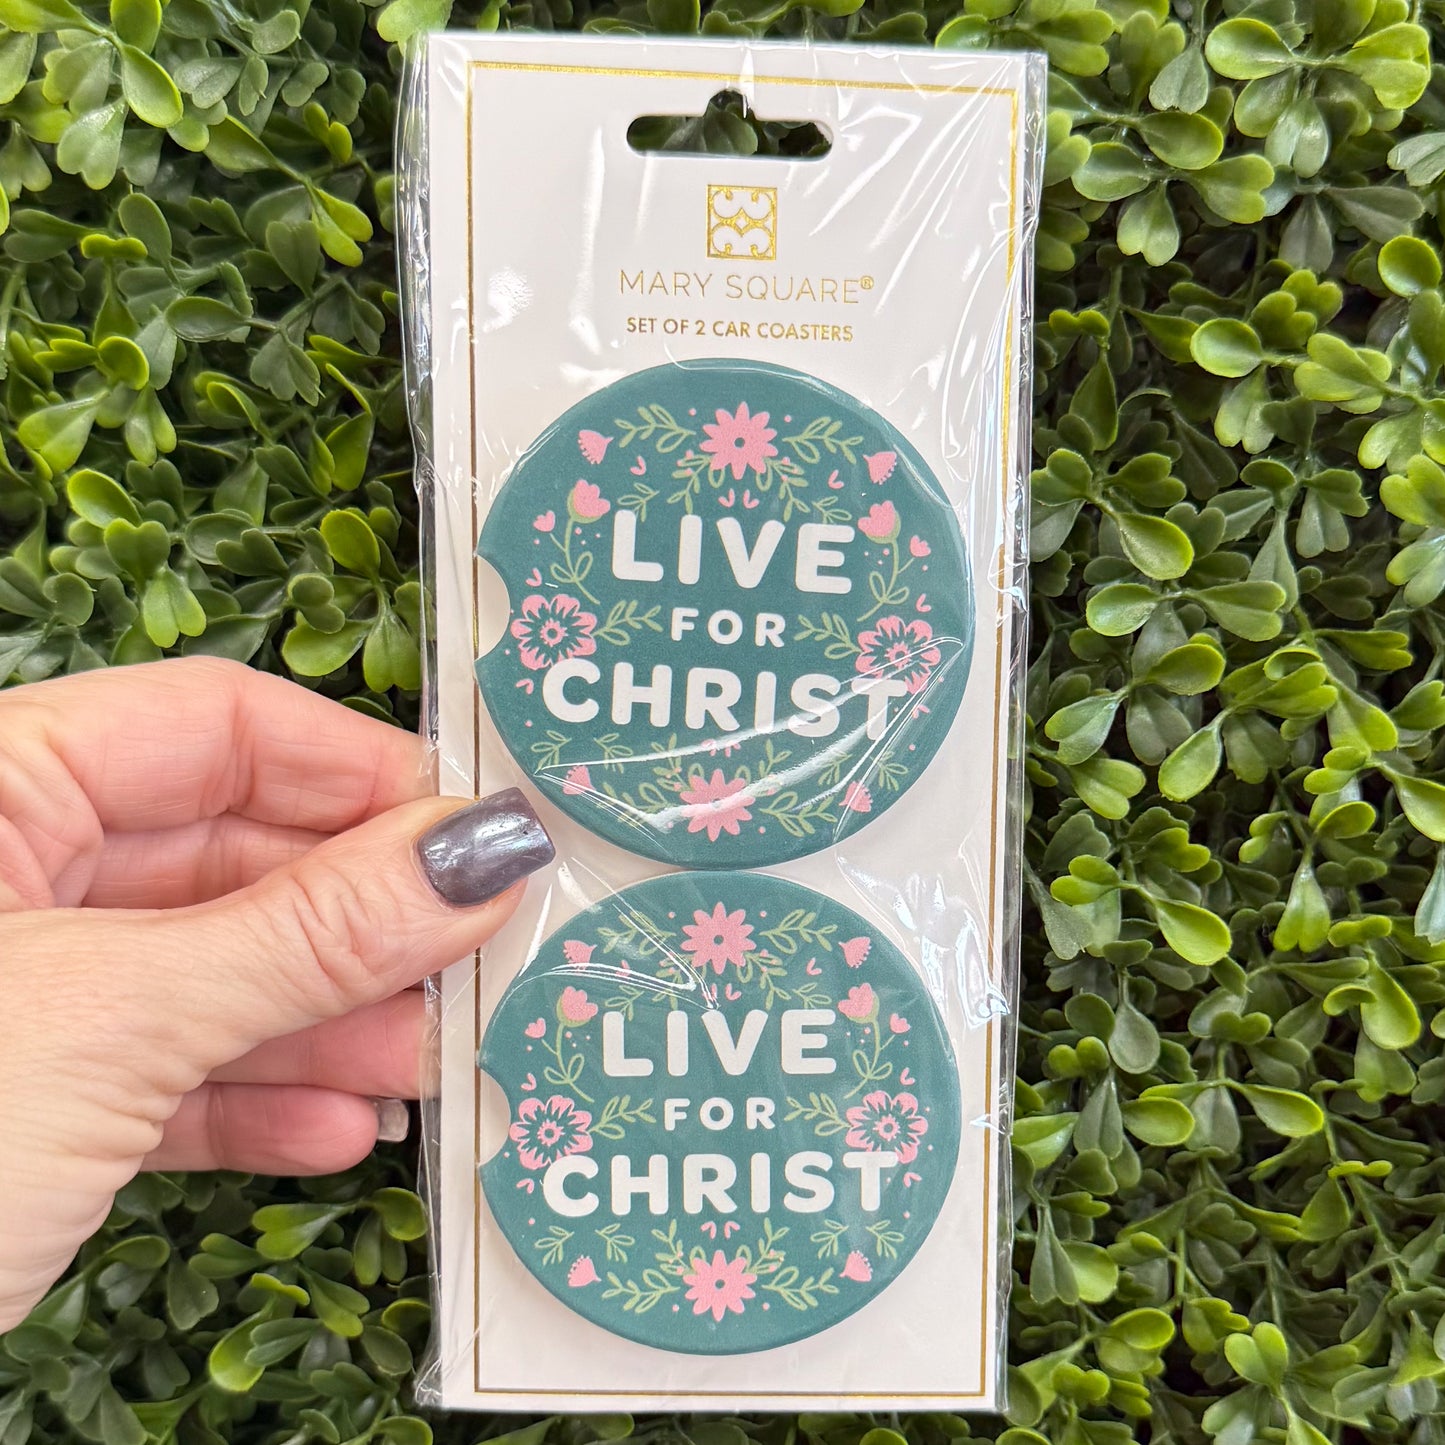 MARY SQUARE®
SET OF 2 CAR COASTERS
LIVE
FOR
CHRIST
LIVE
FOR
CHRIST